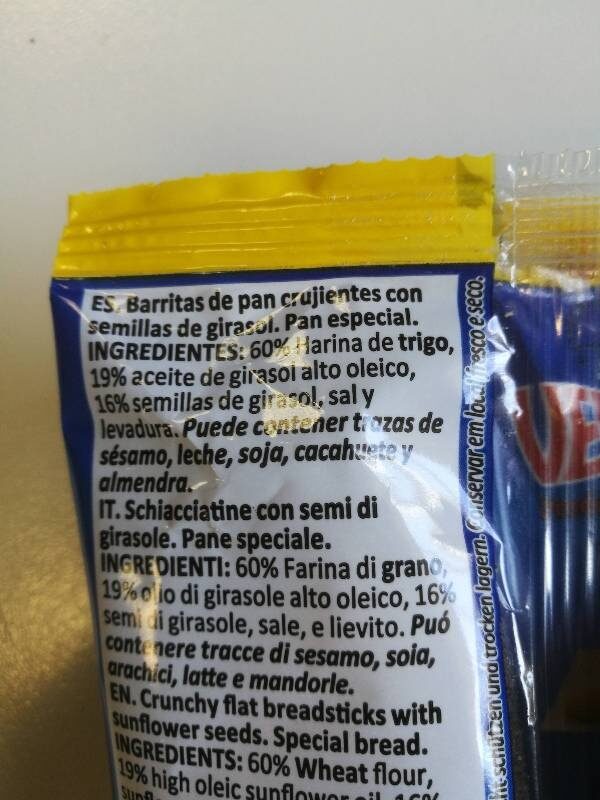 ES. Barritas de pan crujientes con
semillas de girasol. Pan especial.
INGREDIENTES: 60% Harina de trigo,
19% aceite de girasol alto oleico,
16% semillas de girasol, sal y
levadura. Puede contener trazas de
sésamo, leche, soja, cacahuete y
almendra.
IT. Schiacciatine con semi di
girasole. Pane speciale.
INGREDIENTI: 60% Farina di grano,
19% olio di girasole alto oleico, 16%
semi di girasole, sale, e lievito. Puó
contenere tracce di sesamo, soia,
arachici, latte e mandorle.
EN. Crunchy flat breadsticks with
sunflower seeds. Special bread.
INGREDIENTS: 60% Wheat flour,
19% high oleic sunflower oil, 16%
schützen und trocken lagern. Conservar em local fresco e seco.
VE